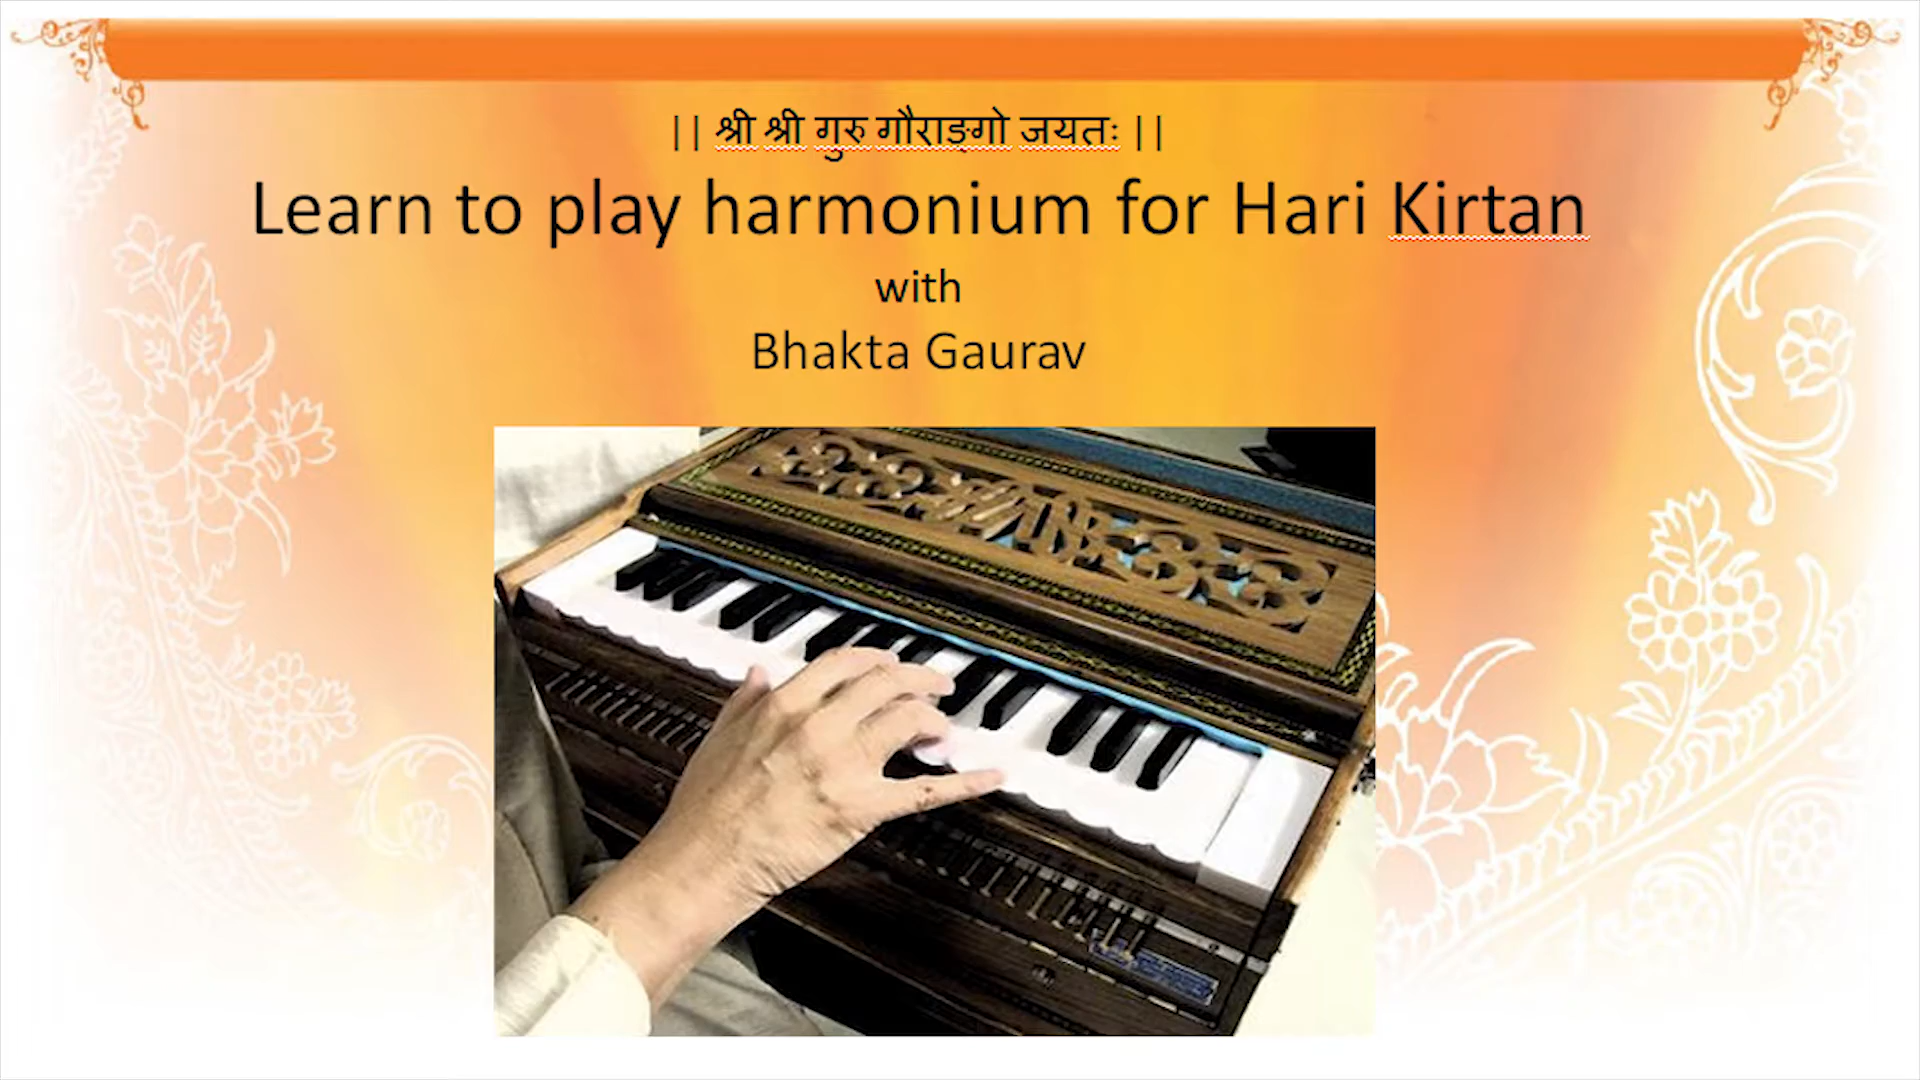 || श्री श्री गुरु गौराङ्गो जयतः ||
Learn to play harmonium for Hari Kirtan
with
Bhakta Gaurav